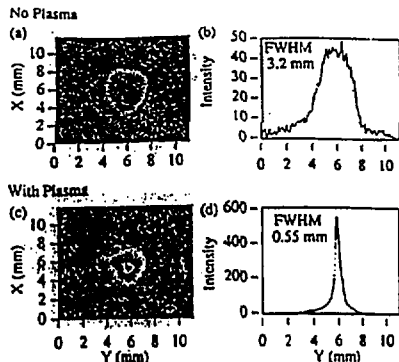 No Plasma
(a)
X (mm)
10
8
6
4
2
0
0 2 4 6 8 10
(b)
Intensity
50
40
30
20
10
0
FWHM
3.2 mm
0 2 4 6 8 10
With Plasma
(c)
X (mm)
10
8
6
4
2
0
0 2 4 6 8 10
Y (mm)
(d)
Intensity
600
400
200
0
FWHM
0.55 mm
0 2 4 6 8 10
Y (mm)